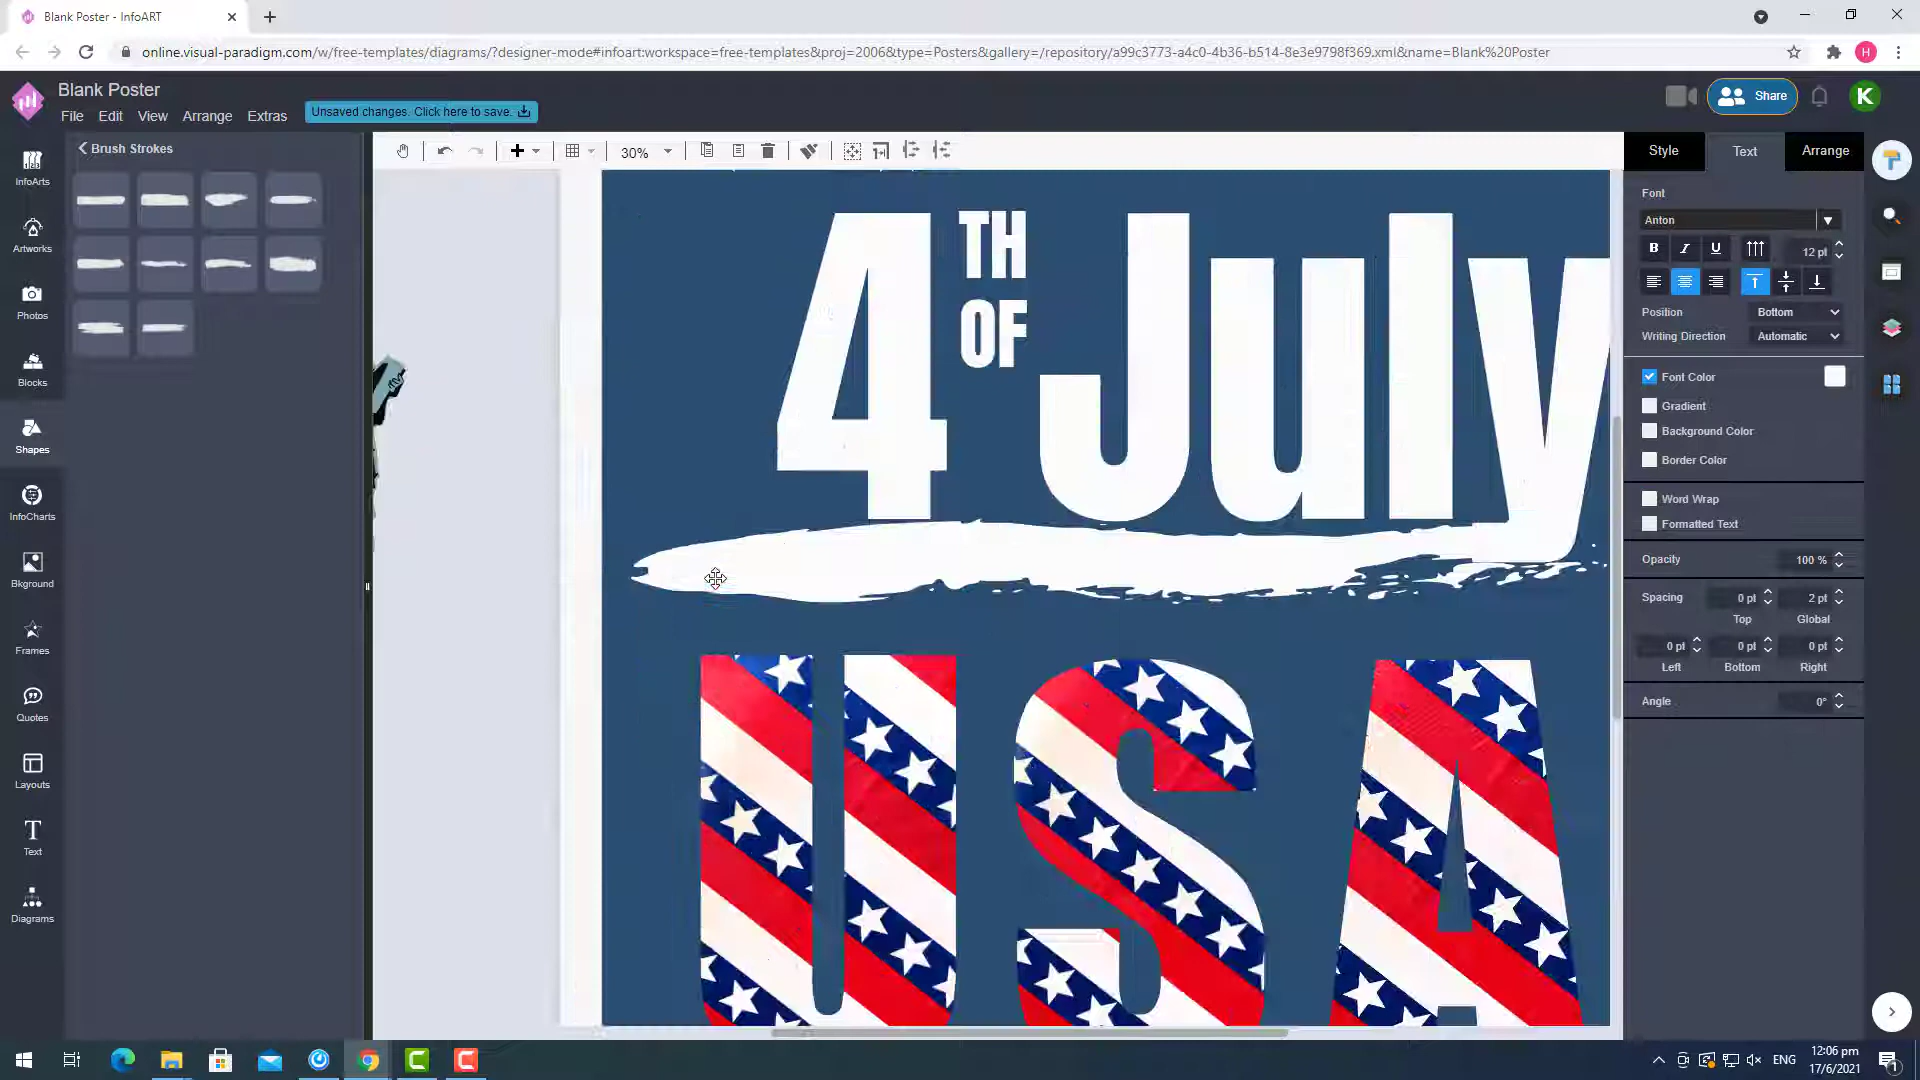 Blank Poster - InfoART
online.visual-paradigm.com/w/free-templates/diagrams/?designer-mode#infoart:workspace=free-templates&proj=2006&type=Posters&gallery=/repository/a99c3773-a4c0-4b36-b514-8e3e9798f369.xml&name=Blank%20Poster
H
Blank Poster
File Edit View Arrange Extras
Unsaved changes. Click here to save.
Share
K
Brush Strokes
30%
Style
Text
Arrange
InfoArts
Artworks
Photos
Blocks
Shapes
InfoCharts
Bkground
Frames
Quotes
Layouts
Text
Diagrams
4 TH OF July
USA
Font
Anton
B I U
12 pt
Position Bottom
Writing Direction Automatic
Font Color
Gradient
Background Color
Border Color
Word Wrap
Formatted Text
Opacity 100 %
Spacing 0 pt 2 pt
Top Global
0 pt 0 pt 0 pt
Left Bottom Right
Angle 0°
ENG
12:06 pm
17/6/2021
1